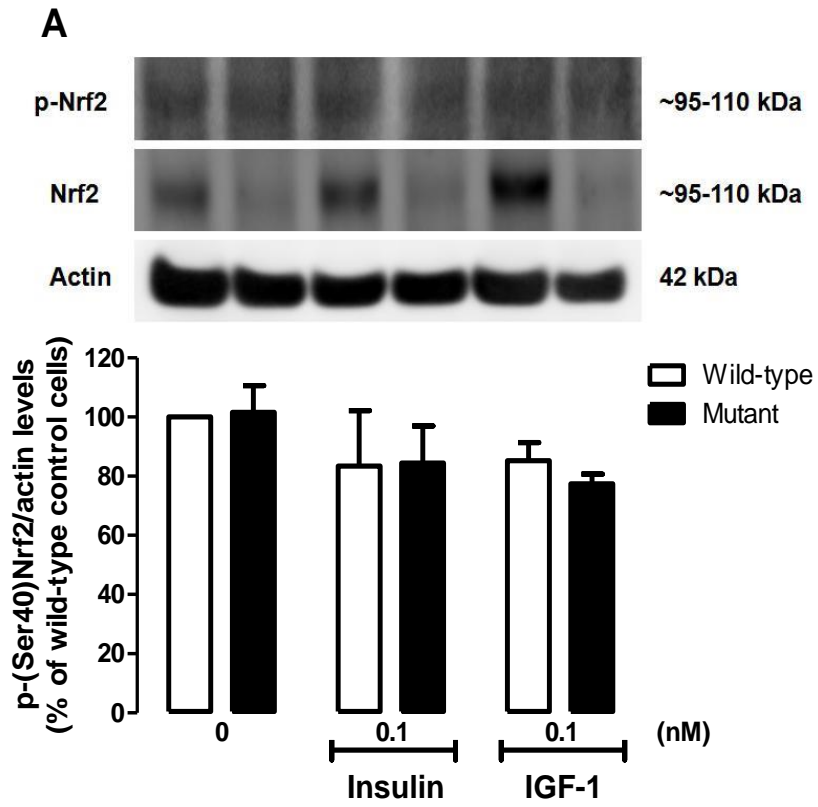 A
p-Nrf2 ~95-110 kDa
Nrf2 ~95-110 kDa
Actin 42 kDa
p-(Ser40)Nrf2/actin levels
(% of wild-type control cells)
120
100
80
60
40
20
0
Wild-type
Mutant
0 0.1 0.1 (nM)
Insulin IGF-1